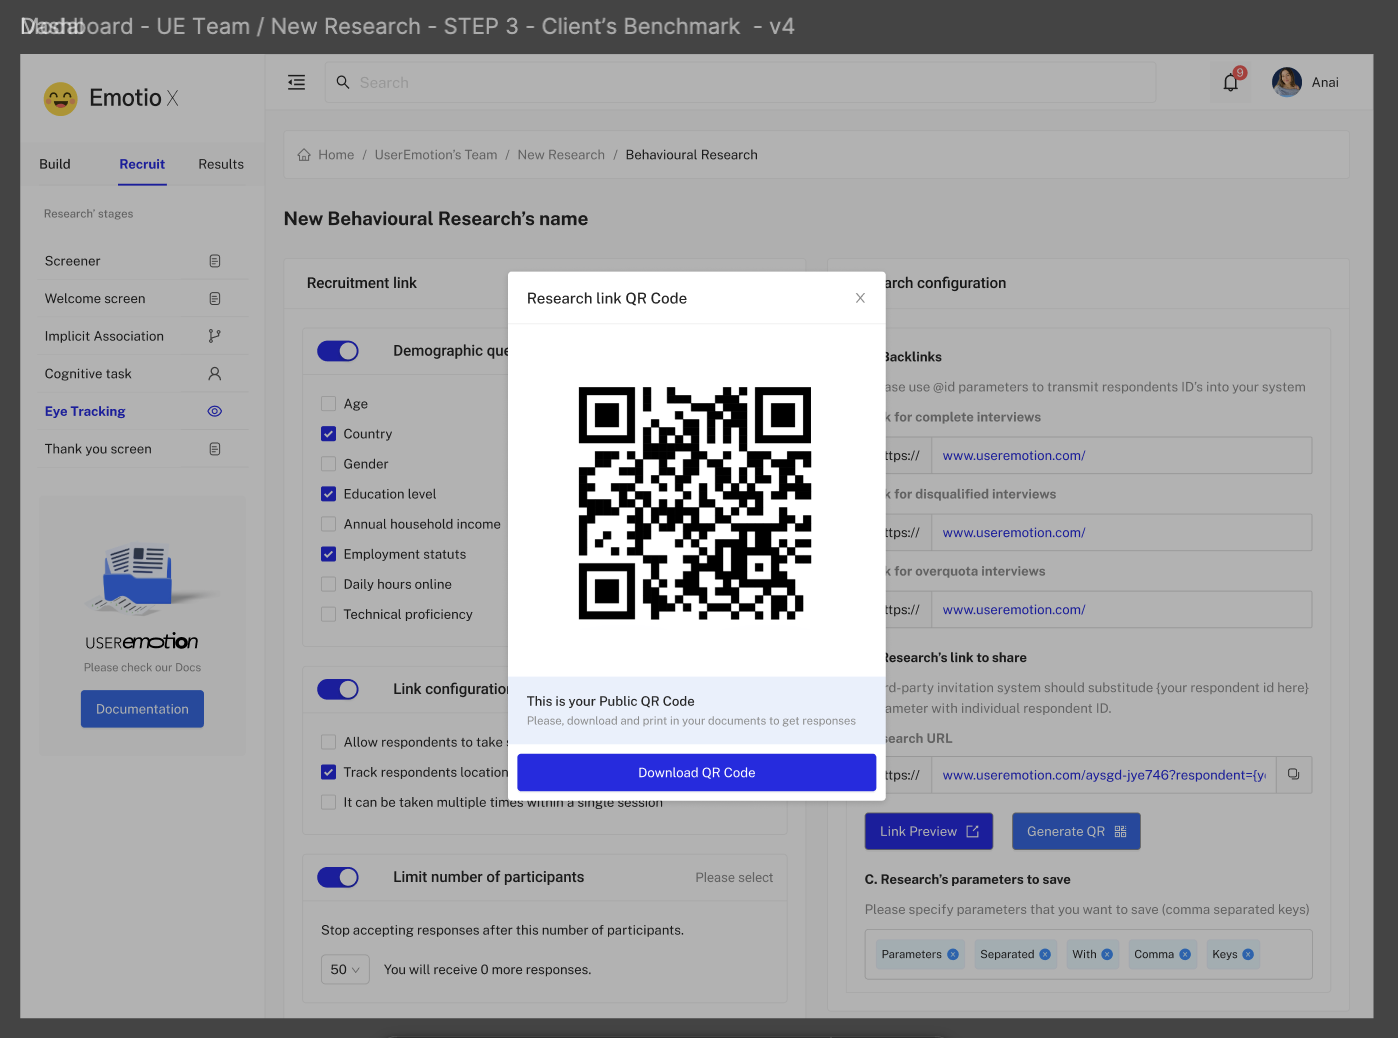 Dashboard - UE Team / New Research - STEP 3 - Client's Benchmark - v4
Modal
Emotio X
Search
9
Anai
Build
Recruit
Results
Home / UserEmotion's Team / New Research / Behavioural Research
Research' stages
Screener
Welcome screen
Implicit Association
Cognitive task
Eye Tracking
Thank you screen
USERemotion
Please check our Docs
Documentation
New Behavioural Research's name
Recruitment link
Demographic que
Age
Country
Gender
Education level
Annual household income
Employment statuts
Daily hours online
Technical proficiency
Link configuratio
Allow respondents to take
Track respondents location
It can be taken multiple times within a single session
Limit number of participants
Please select
Stop accepting responses after this number of participants.
50
You will receive 0 more responses.
Research link QR Code
This is your Public QR Code
Please, download and print in your documents to get responses
Download QR Code
arch configuration
Backlinks
ase use @id parameters to transmit respondents ID's into your system
k for complete interviews
ttps://
www.useremotion.com/
k for disqualified interviews
ttps://
www.useremotion.com/
k for overquota interviews
ttps://
www.useremotion.com/
Research's link to share
rd-party invitation system should substitude {your respondent id here}
ameter with individual respondent ID.
search URL
ttps://
www.useremotion.com/aysgd-jye746?respondent={y
Link Preview
Generate QR
C. Research's parameters to save
Please specify parameters that you want to save (comma separated keys)
Parameters
Separated
With
Comma
Keys